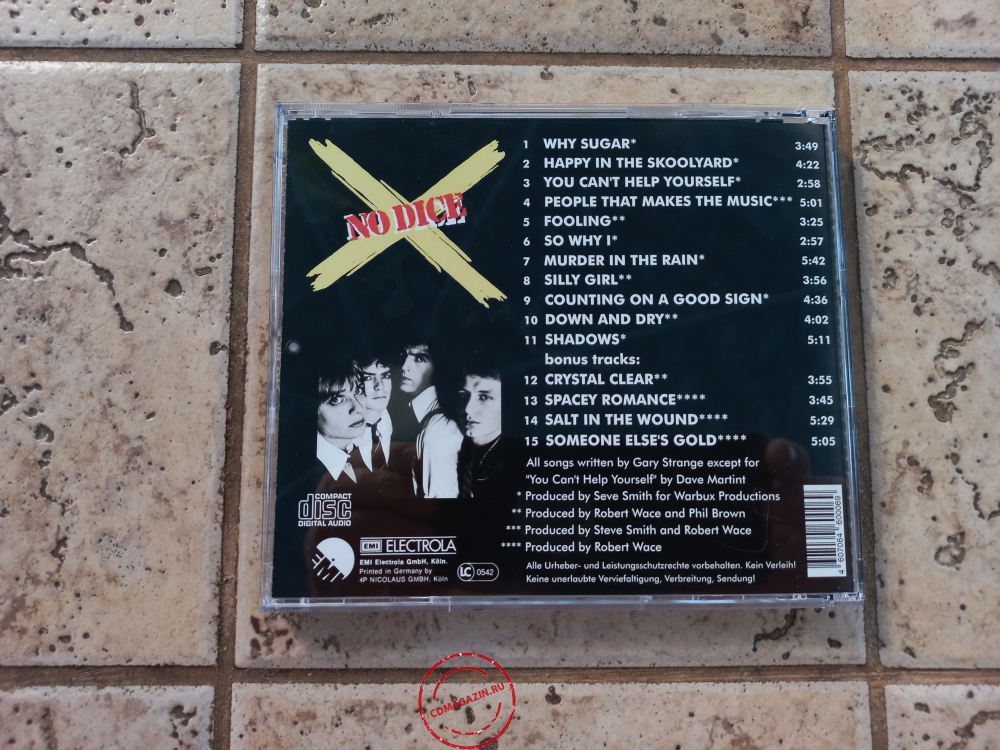 NO DICE
1 WHY SUGAR* 3:49
2 HAPPY IN THE SKOOLYARD* 4:22
3 YOU CAN'T HELP YOURSELF* 2:58
4 PEOPLE THAT MAKES THE MUSIC*** 5:01
5 FOOLING** 3:25
6 SO WHY I* 2:57
7 MURDER IN THE RAIN* 5:42
8 SILLY GIRL** 3:56
9 COUNTING ON A GOOD SIGN* 4:36
10 DOWN AND DRY** 4:02
11 SHADOWS* 5:11
bonus tracks:
12 CRYSTAL CLEAR** 3:55
13 SPACEY ROMANCE**** 3:45
14 SALT IN THE WOUND**** 5:29
15 SOMEONE ELSE'S GOLD**** 5:05
All songs written by Gary Strange except for
"You Can't Help Yourself" by Dave Martint
* Produced by Seve Smith for Warbux Productions
** Produced by Robert Wace and Phil Brown
*** Produced by Steve Smith and Robert Wace
**** Produced by Robert Wace
Alle Urheber- und Leistungsschutzrechte vorbehalten. Kein Verleih!
Keine unerlaubte Verviefaltigung, Verbreitung, Sendung!
COMPACT
disc
DIGITAL AUDIO
EMI
EMI ELECTROLA
EMI Electrola GmbH, Köln.
Printed in Germany by
4P NICOLAUS GMBH, Köln
LC 0542
4 607064 600069
CDMAGAZIN.RU